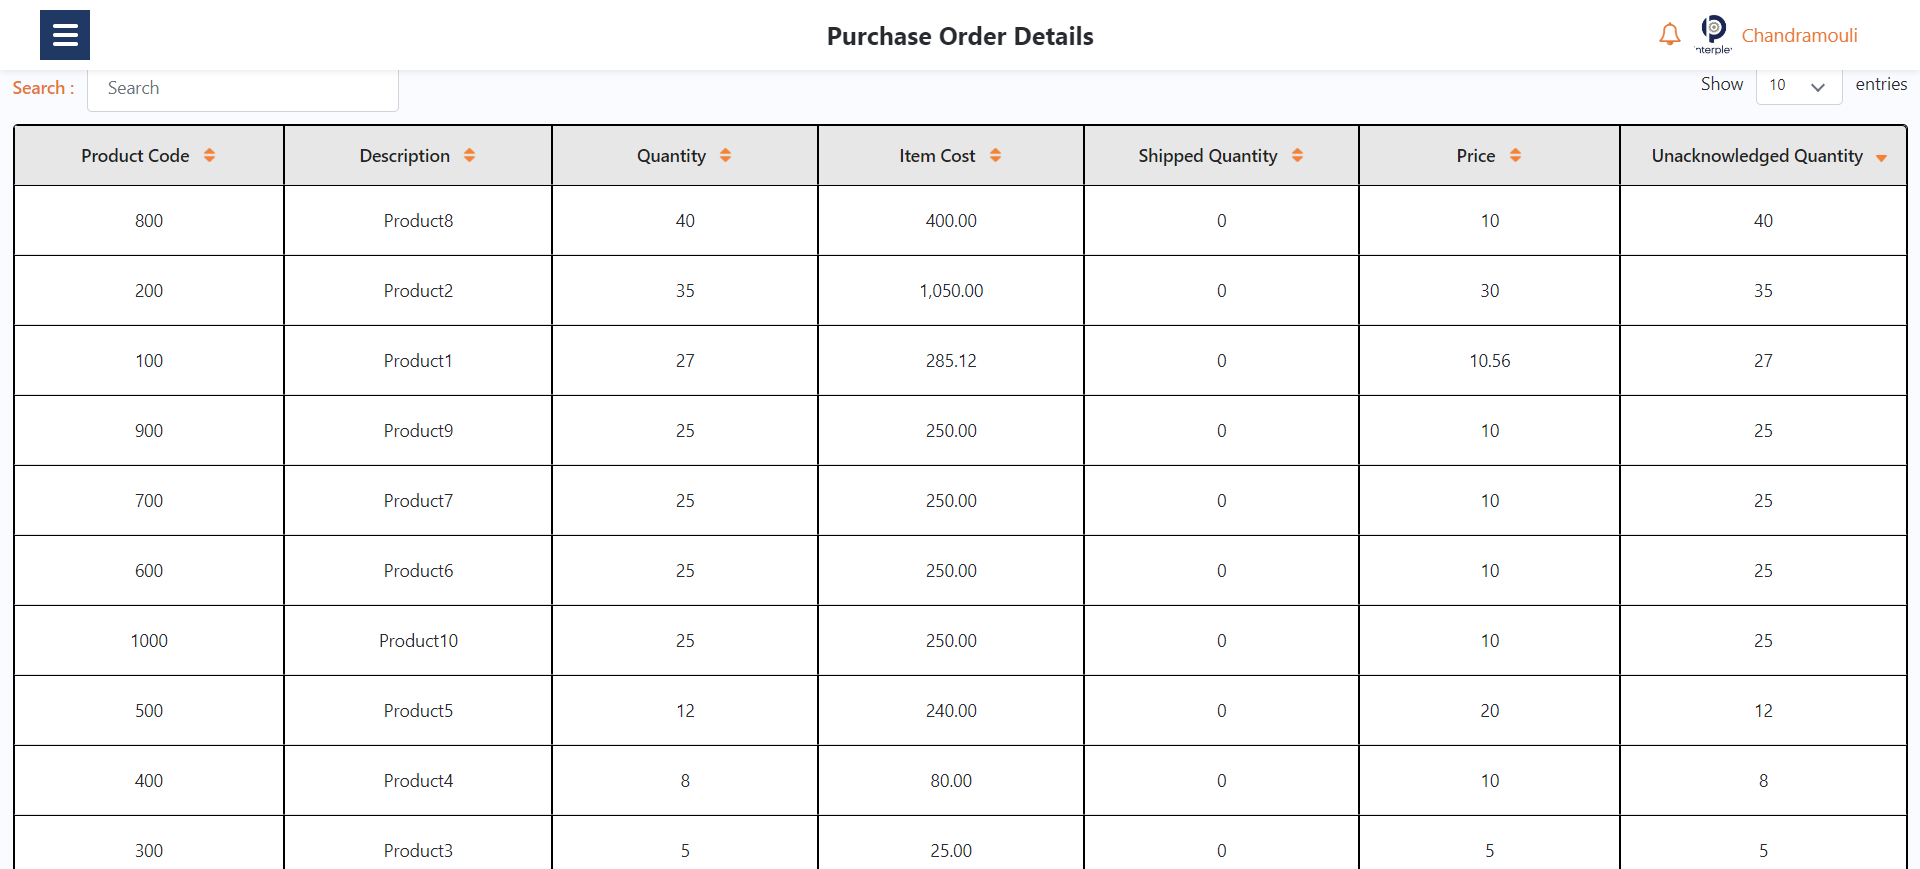 Purchase Order Details
nterple
Chandramouli
Search :
Search
Show 10 entries
Product Code Description Quantity Item Cost Shipped Quantity Price Unacknowledged Quantity
800 Product8 40 400.00 0 10 40
200 Product2 35 1,050.00 0 30 35
100 Product1 27 285.12 0 10.56 27
900 Product9 25 250.00 0 10 25
700 Product7 25 250.00 0 10 25
600 Product6 25 250.00 0 10 25
1000 Product10 25 250.00 0 10 25
500 Product5 12 240.00 0 20 12
400 Product4 8 80.00 0 10 8
300 Product3 5 25.00 0 5 5